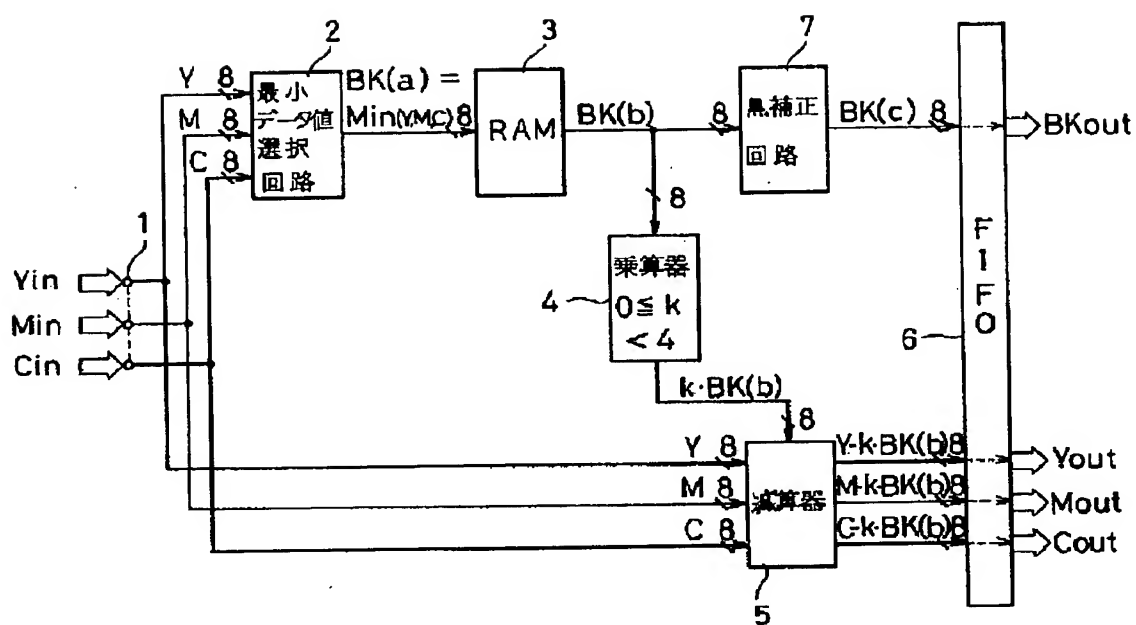 2
3
7
Y 8
M 8
C 8
最小
データ値
選択
回路
BK(a) =
Min(Y,M,C) 8
RAM
BK(b)
8
黒補正
回路
BK(c) 8
BKout
8
1
Yin
Min
Cin
4
乗算器
0≦k
<4
k·BK(b)
8
6
FIFO
Y 8
M 8
C 8
減算器
5
Y-k·BK(b) 8
M-k·BK(b) 8
C-k·BK(b) 8
Yout
Mout
Cout